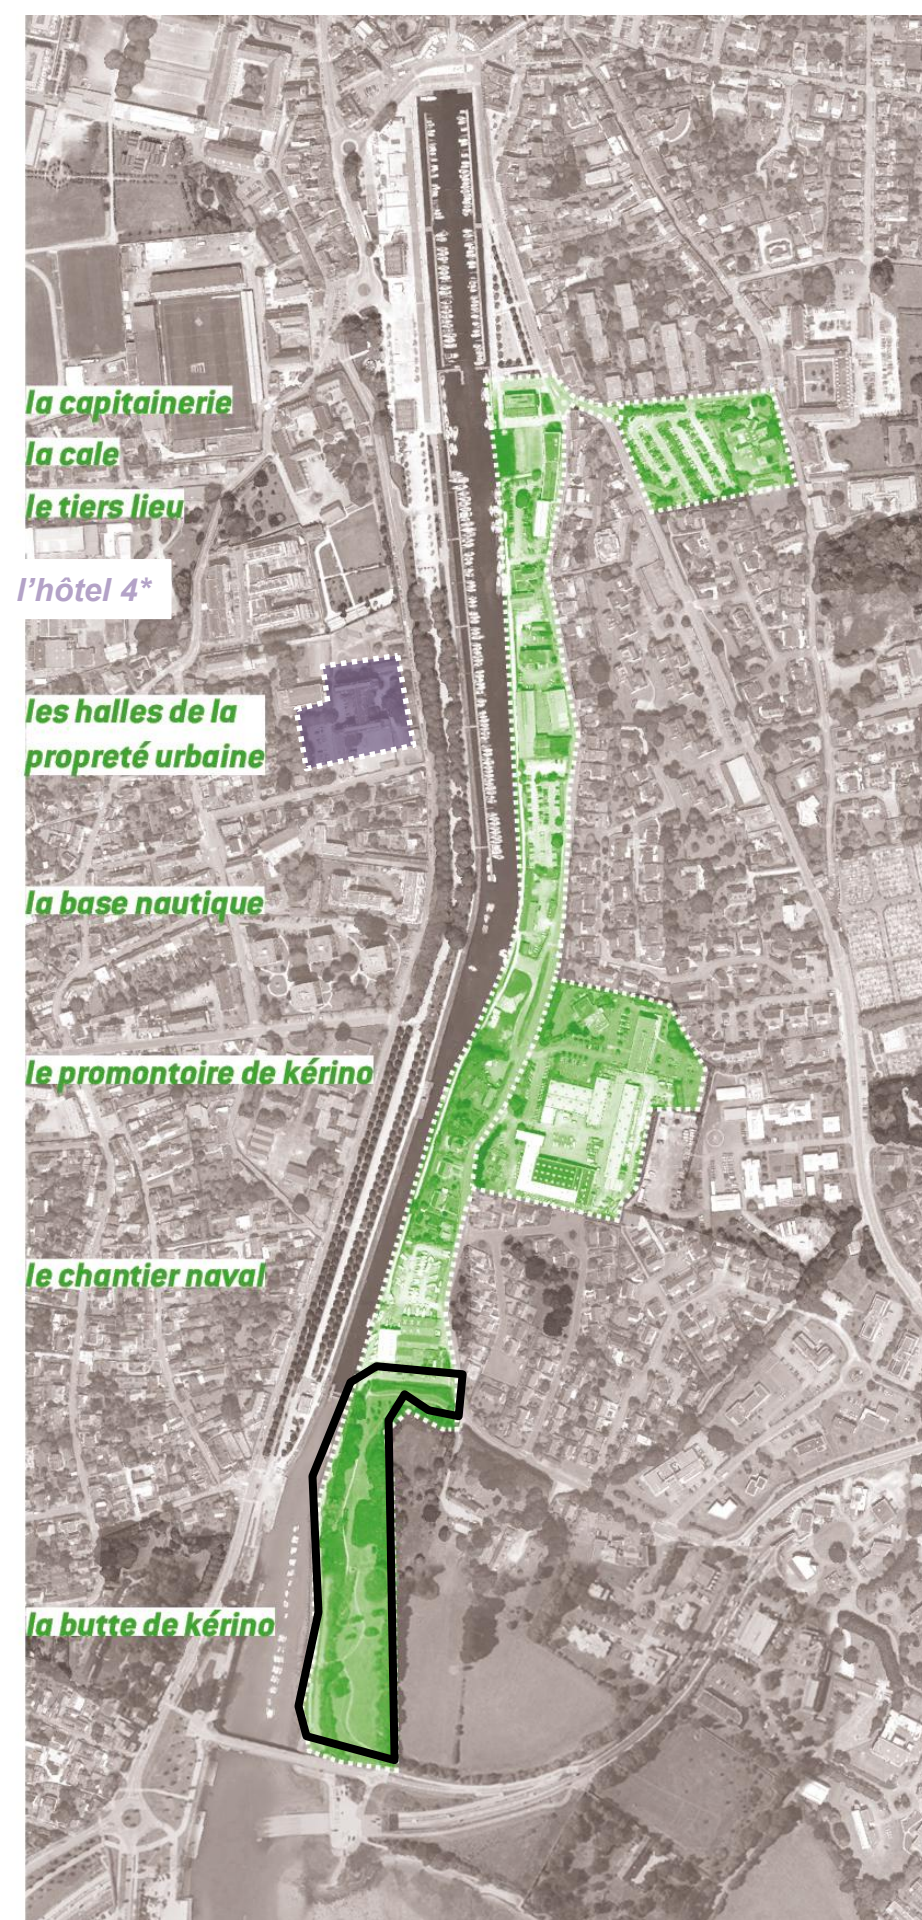 la capitainerie
la cale
le tiers lieu
l'hôtel 4*
les halles de la
propreté urbaine
la base nautique
le promontoire de kérino
le chantier naval
la butte de kérino